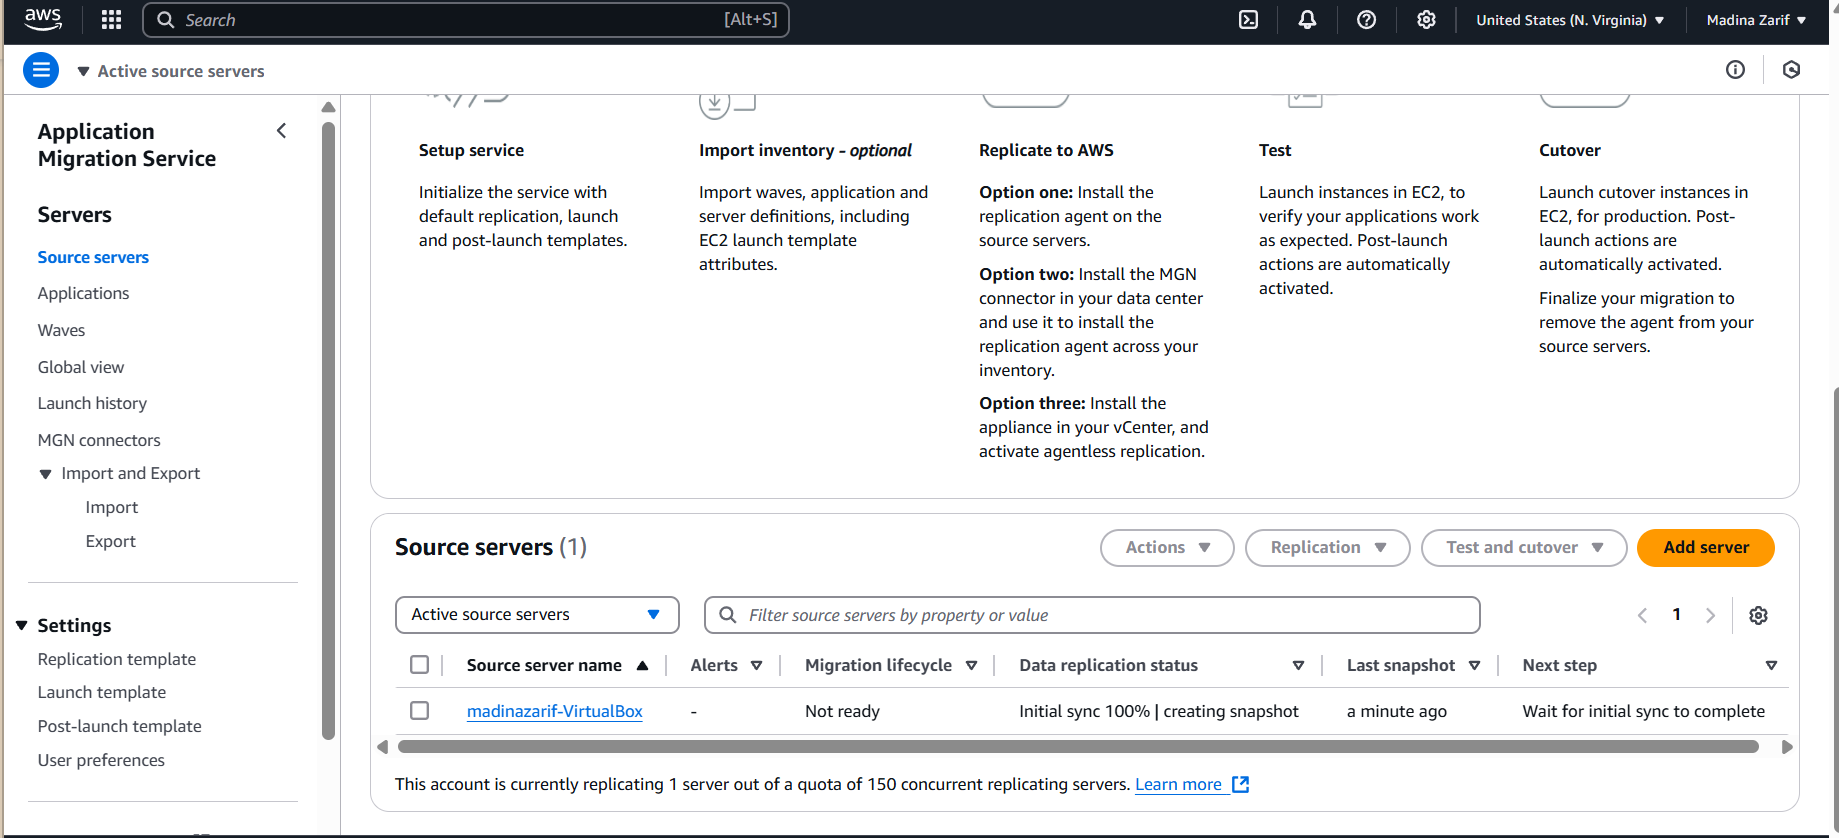 aws
Search
[Alt+S]
United States (N. Virginia)
Madina Zarif
Active source servers
Application
Migration Service
Servers
Source servers
Applications
Waves
Global view
Launch history
MGN connectors
Import and Export
Import
Export
Settings
Replication template
Launch template
Post-launch template
User preferences
Setup service
Initialize the service with
default replication, launch
and post-launch templates.
Import inventory - optional
Import waves, application and
server definitions, including
EC2 launch template
attributes.
Replicate to AWS
Option one: Install the
replication agent on the
source servers.
Option two: Install the MGN
connector in your data center
and use it to install the
replication agent across your
inventory.
Option three: Install the
appliance in your vCenter, and
activate agentless replication.
Test
Launch instances in EC2, to
verify your applications work
as expected. Post-launch
actions are automatically
activated.
Cutover
Launch cutover instances in
EC2, for production. Post-
launch actions are
automatically activated.
Finalize your migration to
remove the agent from your
source servers.
Source servers (1)
Actions
Replication
Test and cutover
Add server
Active source servers
Filter source servers by property or value
1
Source server name
Alerts
Migration lifecycle
Data replication status
Last snapshot
Next step
madinazarif-VirtualBox
-
Not ready
Initial sync 100% | creating snapshot
a minute ago
Wait for initial sync to complete
This account is currently replicating 1 server out of a quota of 150 concurrent replicating servers. Learn more